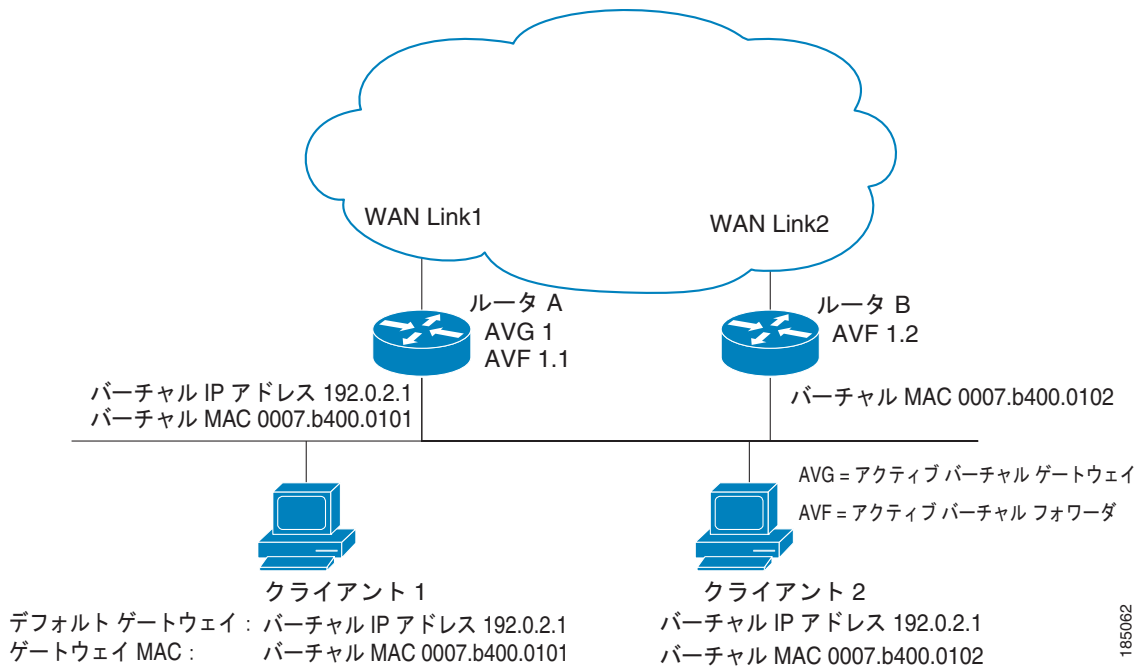 WAN Link1
WAN Link2
ルータ A
AVG 1
AVF 1.1
ルータ B
AVF 1.2
バーチャル IP アドレス 192.0.2.1
バーチャル MAC 0007.b400.0101
バーチャル MAC 0007.b400.0102
AVG = アクティブ バーチャル ゲートウェイ
AVF = アクティブ バーチャル フォワーダ
クライアント 1
クライアント 2
デフォルト ゲートウェイ : バーチャル IP アドレス 192.0.2.1
バーチャル IP アドレス 192.0.2.1
ゲートウェイ MAC : バーチャル MAC 0007.b400.0101
バーチャル MAC 0007.b400.0102
185062